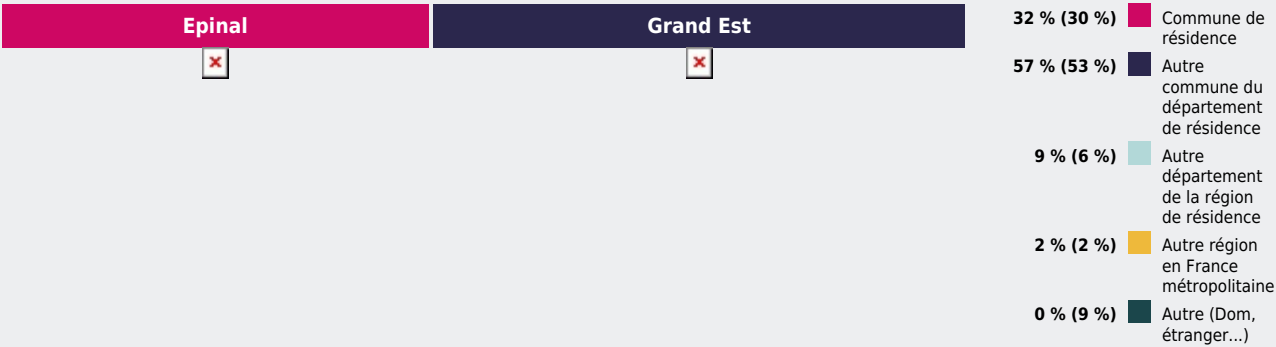 Epinal
Grand Est
32 % (30 %) Commune de
résidence
57 % (53 %) Autre
commune du
département
de résidence
9 % (6 %) Autre
département
de la région
de résidence
2 % (2 %) Autre région
en France
métropolitaine
0 % (9 %) Autre (Dom,
étranger...)